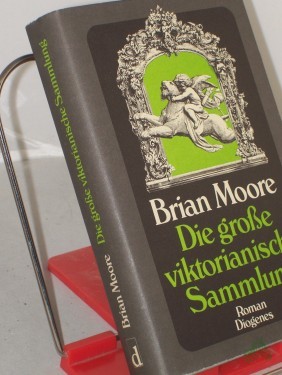 Brian Moore
Die große
viktorianisch
Sammlun
Roman
Diogenes
Brian Moore Die große viktorianische Sammlung
d